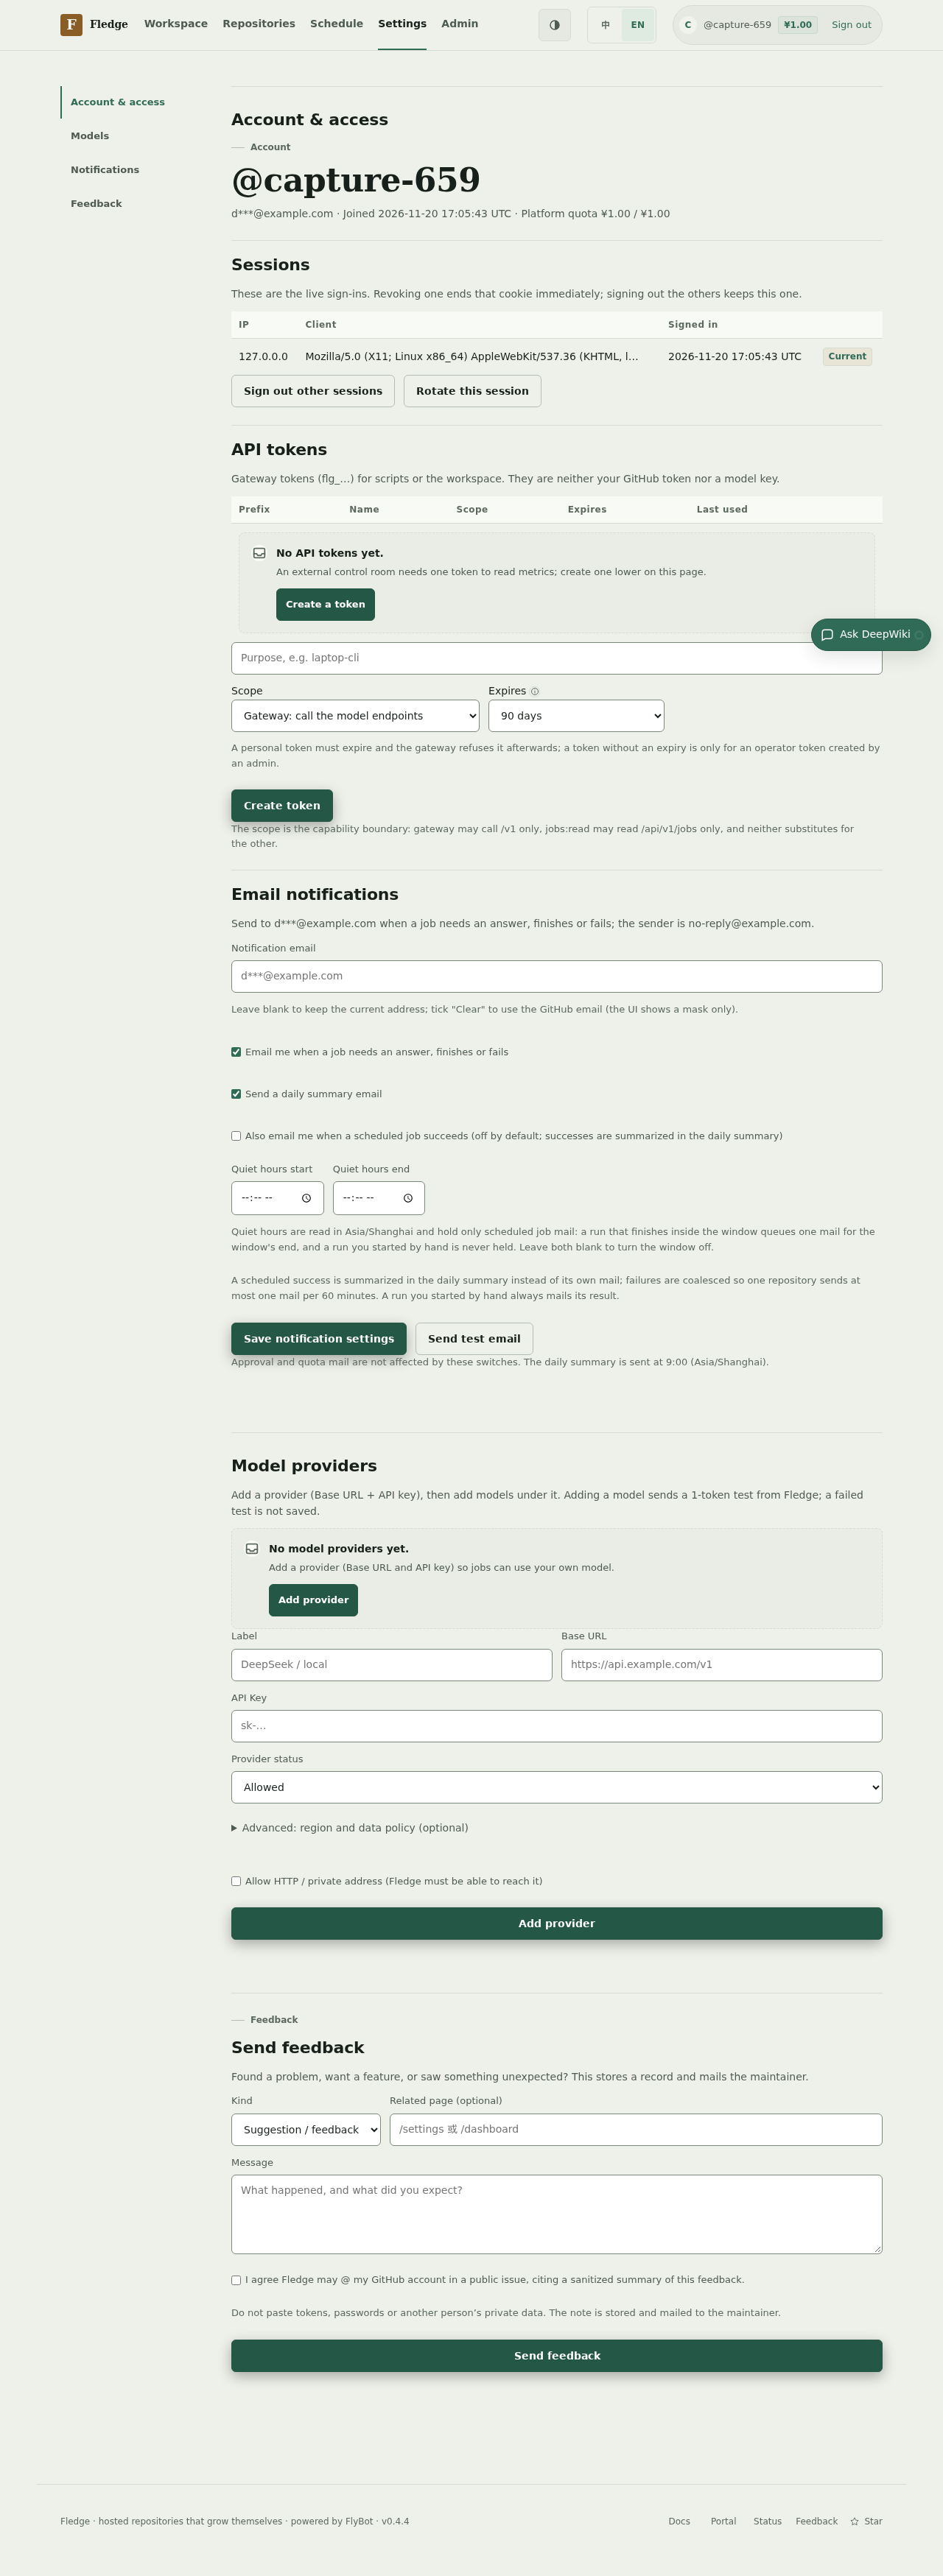 F Fledge Workspace Repositories Schedule Settings Admin 中 EN C @capture-659 ¥1.00 Sign out
Account & access
Models
Notifications
Feedback
Account & access
Account
@capture-659
d***@example.com · Joined 2026-11-20 17:05:43 UTC · Platform quota ¥1.00 / ¥1.00
Sessions
These are the live sign-ins. Revoking one ends that cookie immediately; signing out the others keeps this one.
IP Client Signed in
127.0.0.0 Mozilla/5.0 (X11; Linux x86_64) AppleWebKit/537.36 (KHTML, l… 2026-11-20 17:05:43 UTC Current
Sign out other sessions Rotate this session
API tokens
Gateway tokens (flg_…) for scripts or the workspace. They are neither your GitHub token nor a model key.
Prefix Name Scope Expires Last used
No API tokens yet.
An external control room needs one token to read metrics; create one lower on this page.
Create a token
Ask DeepWiki
Purpose, e.g. laptop-cli
Scope Expires
Gateway: call the model endpoints 90 days
A personal token must expire and the gateway refuses it afterwards; a token without an expiry is only for an operator token created by
an admin.
Create token
The scope is the capability boundary: gateway may call /v1 only, jobs:read may read /api/v1/jobs only, and neither substitutes for
the other.
Email notifications
Send to d***@example.com when a job needs an answer, finishes or fails; the sender is no-reply@example.com.
Notification email
d***@example.com
Leave blank to keep the current address; tick "Clear" to use the GitHub email (the UI shows a mask only).
Email me when a job needs an answer, finishes or fails
Send a daily summary email
Also email me when a scheduled job succeeds (off by default; successes are summarized in the daily summary)
Quiet hours start Quiet hours end
--:-- -- --:-- --
Quiet hours are read in Asia/Shanghai and hold only scheduled job mail: a run that finishes inside the window queues one mail for the
window's end, and a run you started by hand is never held. Leave both blank to turn the window off.
A scheduled success is summarized in the daily summary instead of its own mail; failures are coalesced so one repository sends at
most one mail per 60 minutes. A run you started by hand always mails its result.
Save notification settings Send test email
Approval and quota mail are not affected by these switches. The daily summary is sent at 9:00 (Asia/Shanghai).
Model providers
Add a provider (Base URL + API key), then add models under it. Adding a model sends a 1-token test from Fledge; a failed
test is not saved.
No model providers yet.
Add a provider (Base URL and API key) so jobs can use your own model.
Add provider
Label Base URL
DeepSeek / local https://api.example.com/v1
API Key
sk-…
Provider status
Allowed
Advanced: region and data policy (optional)
Allow HTTP / private address (Fledge must be able to reach it)
Add provider
Feedback
Send feedback
Found a problem, want a feature, or saw something unexpected? This stores a record and mails the maintainer.
Kind Related page (optional)
Suggestion / feedback /settings 或 /dashboard
Message
What happened, and what did you expect?
I agree Fledge may @ my GitHub account in a public issue, citing a sanitized summary of this feedback.
Do not paste tokens, passwords or another person's private data. The note is stored and mailed to the maintainer.
Send feedback
Fledge · hosted repositories that grow themselves · powered by FlyBot · v0.4.4 Docs Portal Status Feedback Star